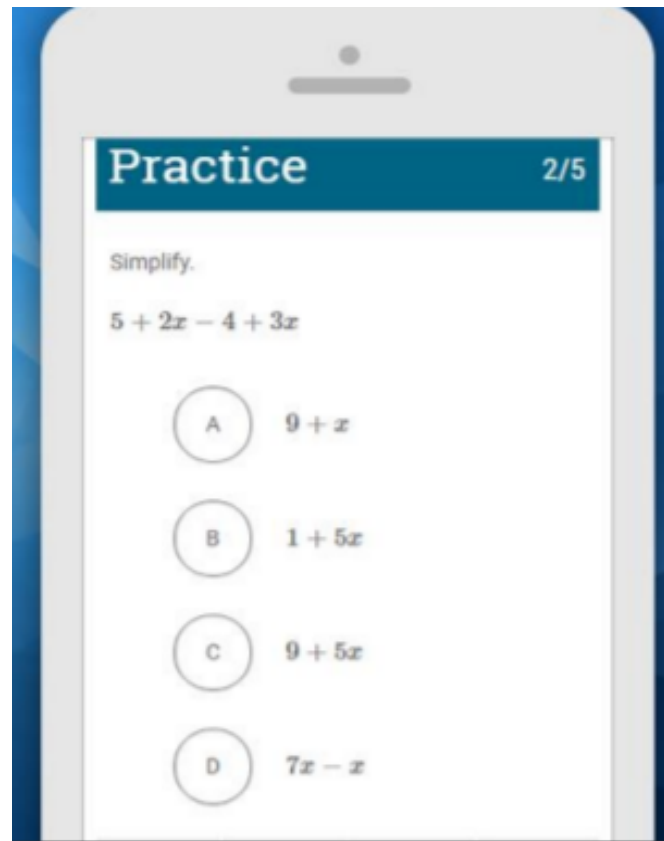 Practice 2/5
Simplify.
5 + 2x − 4 + 3x
A 9 + x
B 1 + 5x
C 9 + 5x
D 7x − x